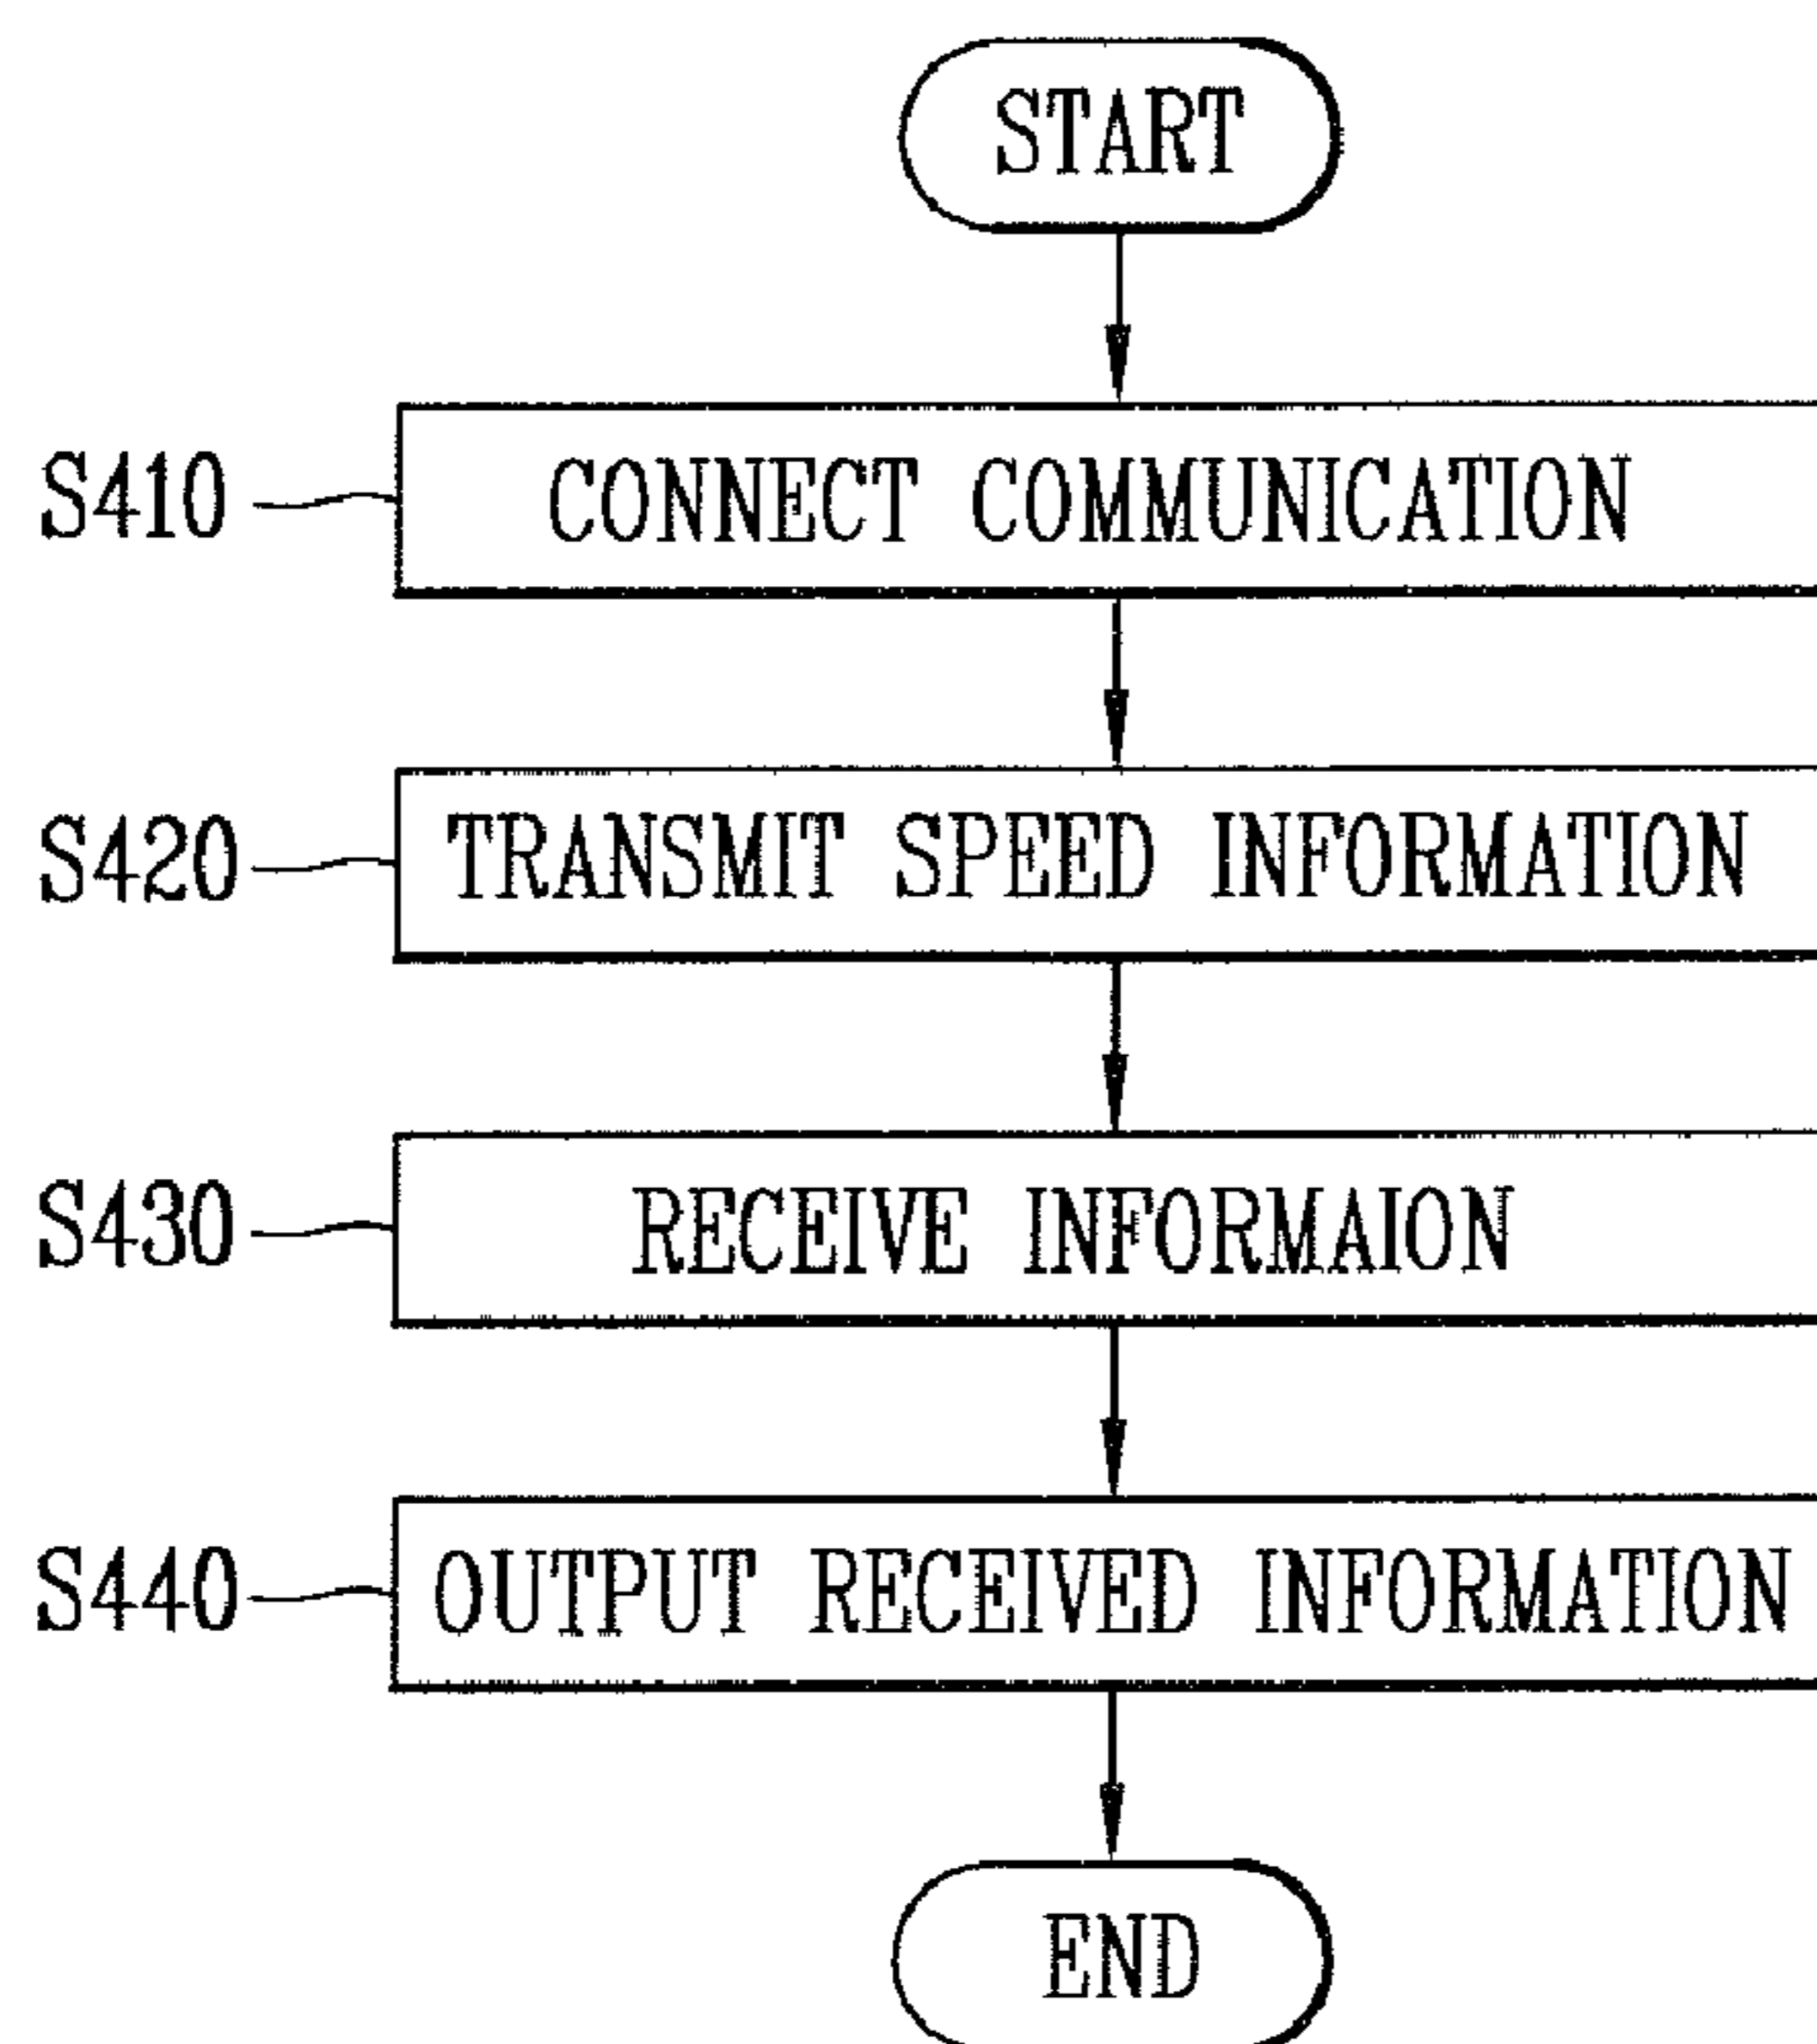 START
S410 CONNECT COMMUNICATION
S420 TRANSMIT SPEED INFORMATION
S430 RECEIVE INFORMAION
S440 OUTPUT RECEIVED INFORMATION
END